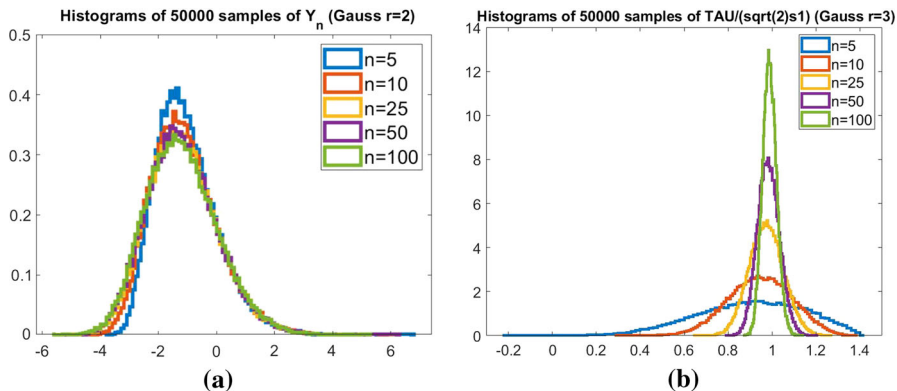 Histograms of 50000 samples of Y_n (Gauss r=2)
0.5
0.4
0.3
0.2
0.1
0
-6
-4
-2
0
2
4
6
n=5
n=10
n=25
n=50
n=100
(a)
Histograms of 50000 samples of TAU/(sqrt(2)s1) (Gauss r=3)
14
12
10
8
6
4
2
0
-0.2
0
0.2
0.4
0.6
0.8
1
1.2
1.4
n=5
n=10
n=25
n=50
n=100
(b)